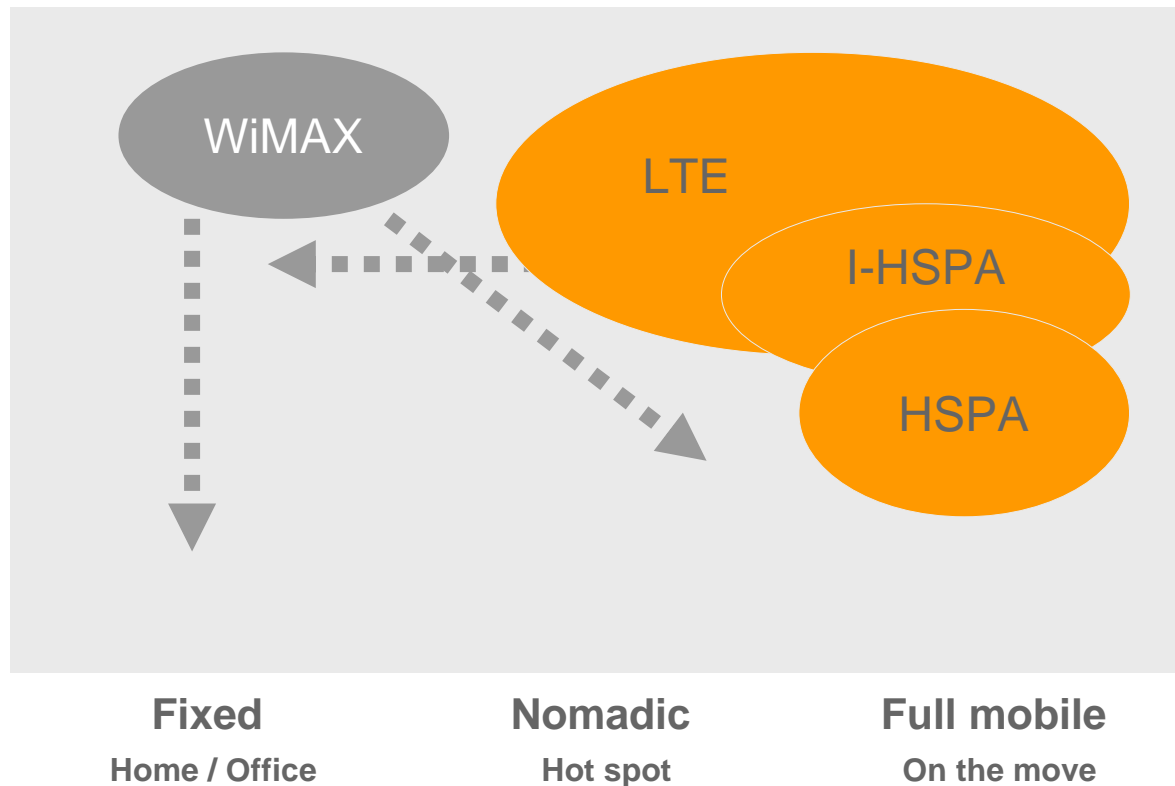 WiMAX
LTE
I-HSPA
HSPA
Fixed
Nomadic
Full mobile
Home / Office
Hot spot
On the move